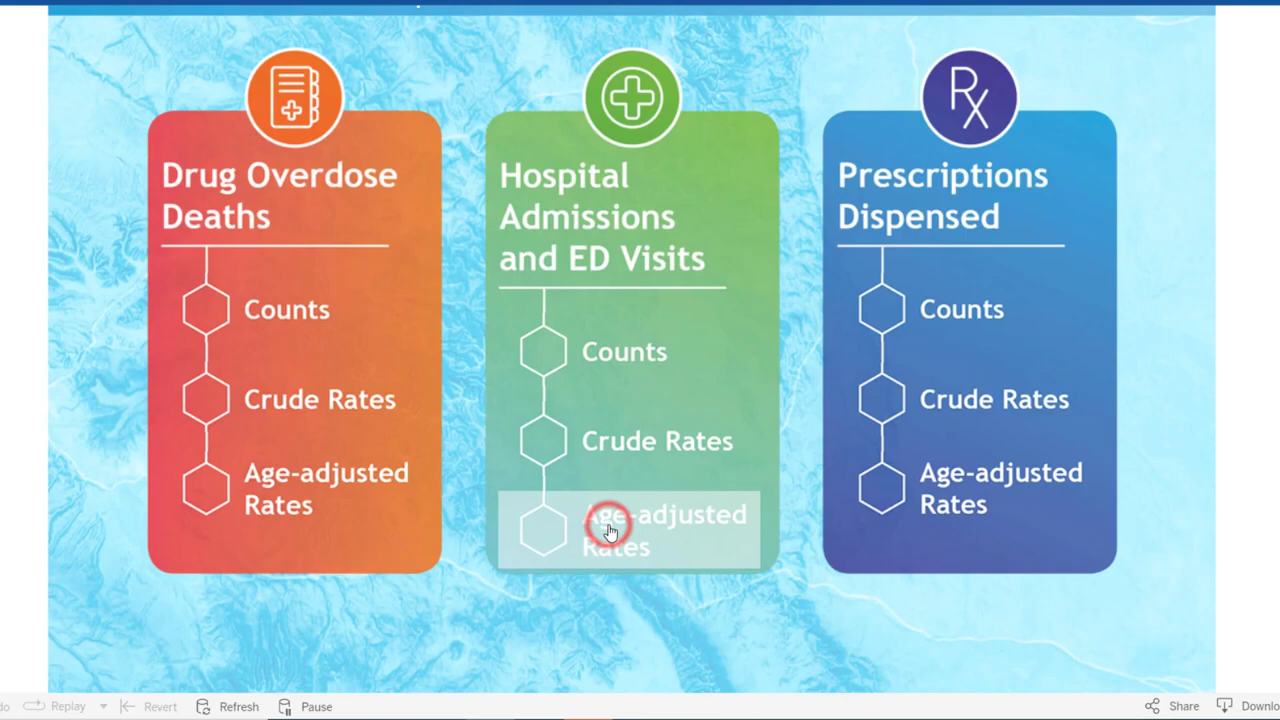 Drug Overdose
Deaths
Counts
Crude Rates
Age-adjusted
Rates
Hospital
Admissions
and ED Visits
Counts
Crude Rates
Age-adjusted
Rates
RX
Prescriptions
Dispensed
Counts
Crude Rates
Age-adjusted
Rates
Replay
Revert
Refresh
Pause
Share